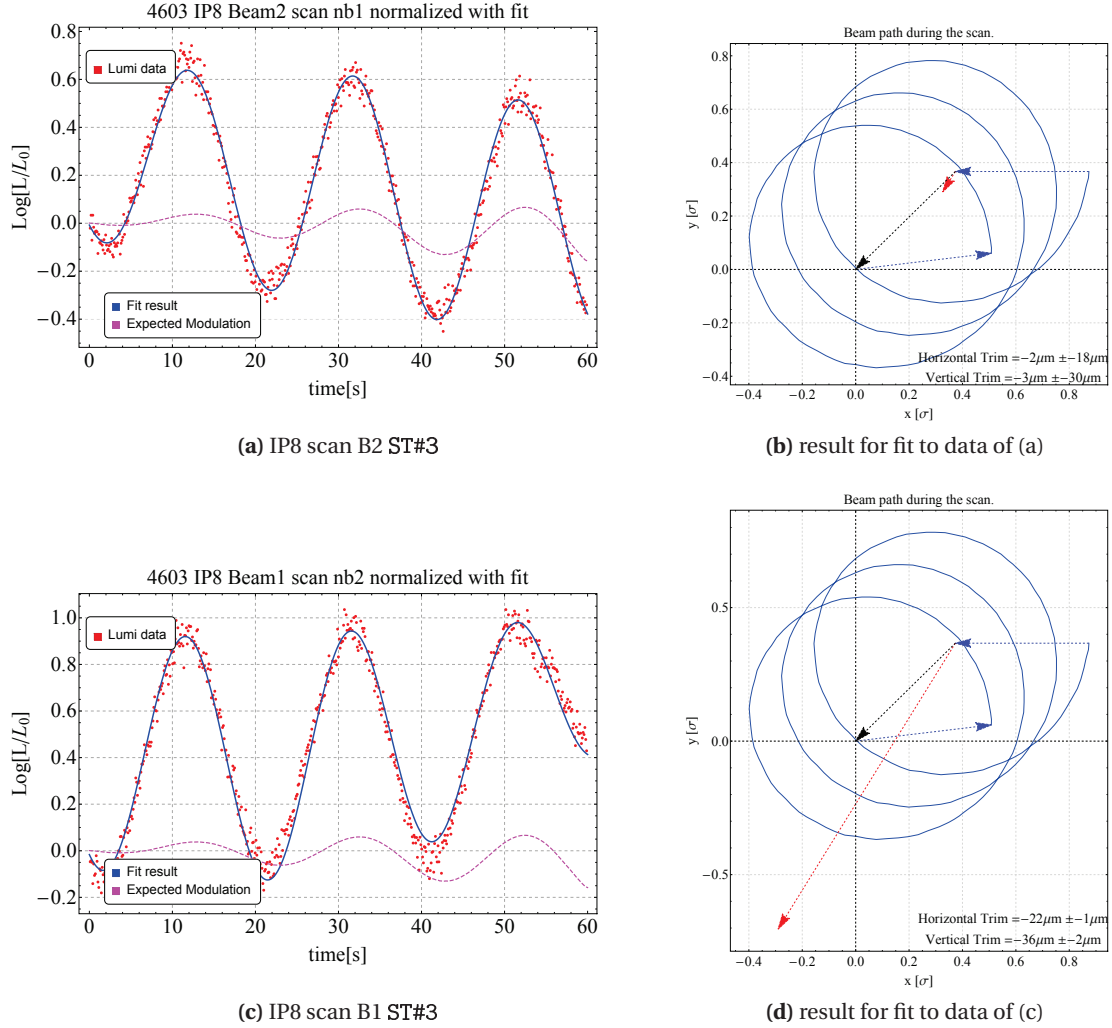 4603 IP8 Beam2 scan nb1 normalized with fit
0.8
0.6
0.4
0.2
0.0
−0.2
−0.4
Log[L/L0]
Lumi data
Fit result
Expected Modulation
0 10 20 30 40 50 60
time[s]
(a) IP8 scan B2 ST#3
Beam path during the scan.
0.8
0.6
0.4
0.2
0.0
−0.2
−0.4
y [σ]
Horizontal Trim =−2μm ±−18μm
Vertical Trim =−3μm ±−30μm
−0.4 −0.2 0.0 0.2 0.4 0.6 0.8
x [σ]
(b) result for fit to data of (a)
4603 IP8 Beam1 scan nb2 normalized with fit
1.0
0.8
0.6
0.4
0.2
0.0
−0.2
Log[L/L0]
Lumi data
Fit result
Expected Modulation
0 10 20 30 40 50 60
time[s]
(c) IP8 scan B1 ST#3
Beam path during the scan.
0.5
0.0
−0.5
y [σ]
Horizontal Trim =−22μm ±−1μm
Vertical Trim =−36μm ±−2μm
−0.4 −0.2 0.0 0.2 0.4 0.6 0.8
x [σ]
(d) result for fit to data of (c)